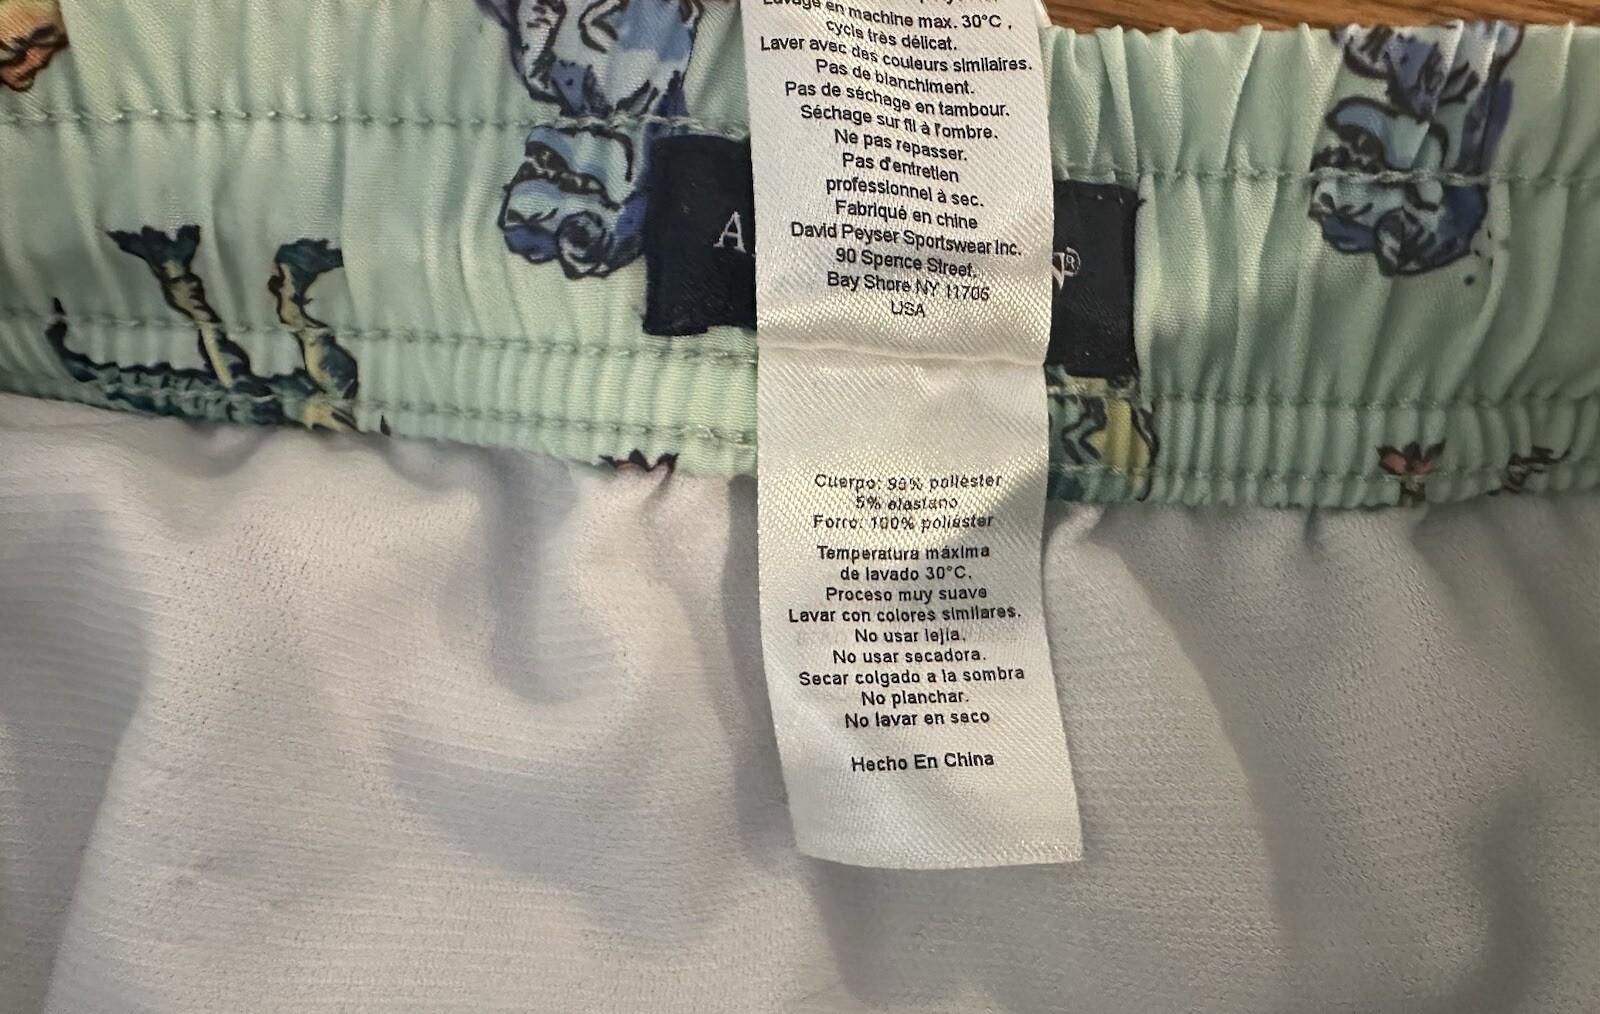 Lavage en machine max. 30°C ,
cycle très délicat.
Laver avec des couleurs similaires.
Pas de blanchiment.
Pas de séchage en tambour.
Séchage sur fil à l'ombre.
Ne pas repasser.
Pas d'entretien
professionnel à sec.
Fabriqué en chine
David Peyser Sportswear Inc.
90 Spence Street,
Bay Shore NY 11706
USA
A
N®
Cuerpo: 95% poliéster
5% elastano
Forro: 100% poliéster
Temperatura máxima
de lavado 30°C.
Proceso muy suave
Lavar con colores similares.
No usar lejía.
No usar secadora.
Secar colgado a la sombra
No planchar.
No lavar en seco
Hecho En China